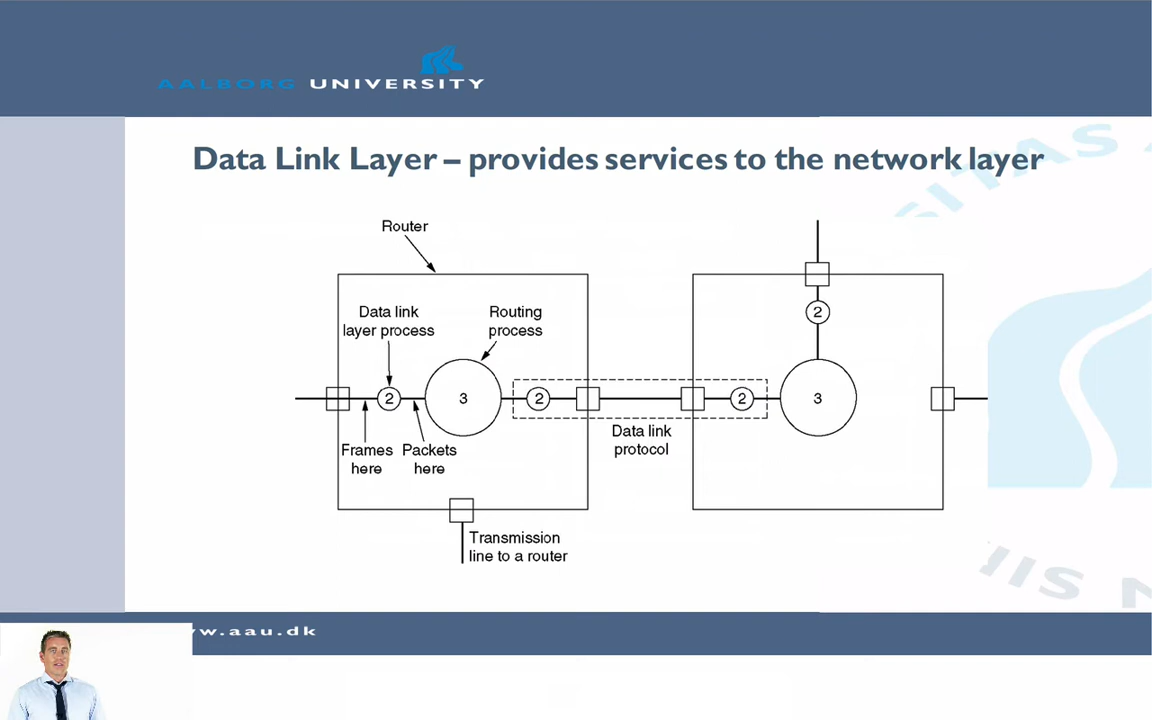 AALBORG UNIVERSITY
Data Link Layer – provides services to the network layer
Router
Data link
layer process
Routing
process
2
3
2
2
3
2
Frames
here
Packets
here
Data link
protocol
Transmission
line to a router
w.aau.dk
SITAS